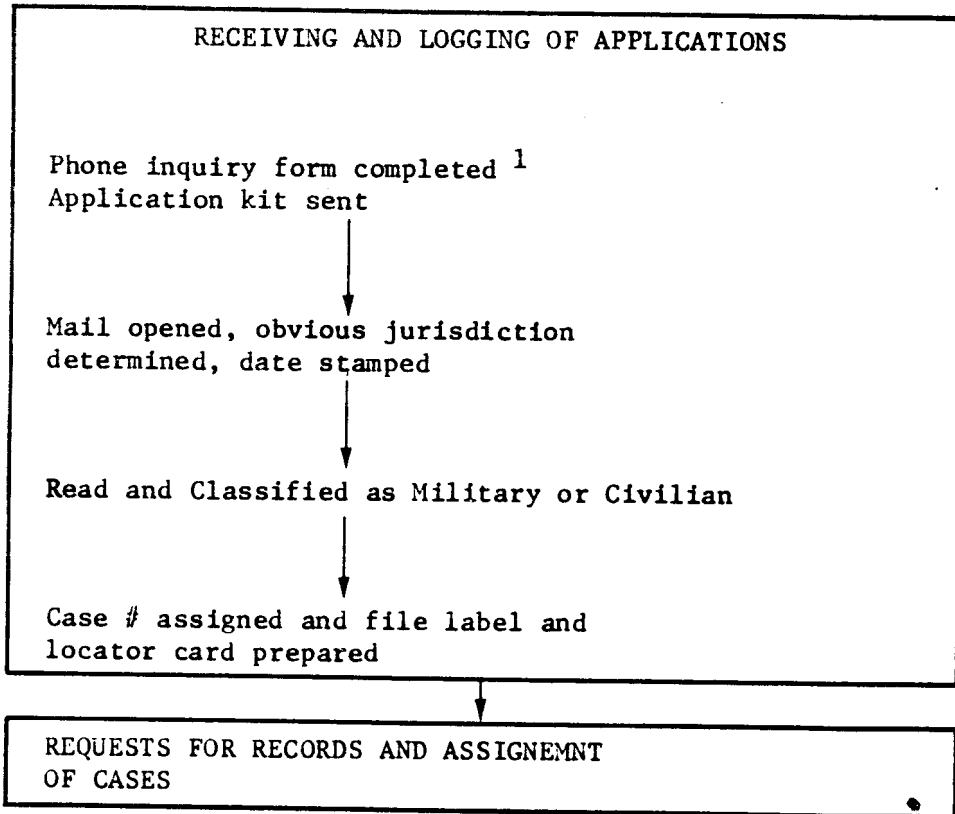 RECEIVING AND LOGGING OF APPLICATIONS
Phone inquiry form completed 1
Application kit sent
Mail opened, obvious jurisdiction
determined, date stamped
Read and Classified as Military or Civilian
Case # assigned and file label and
locator card prepared
REQUESTS FOR RECORDS AND ASSIGNEMNT
OF CASES